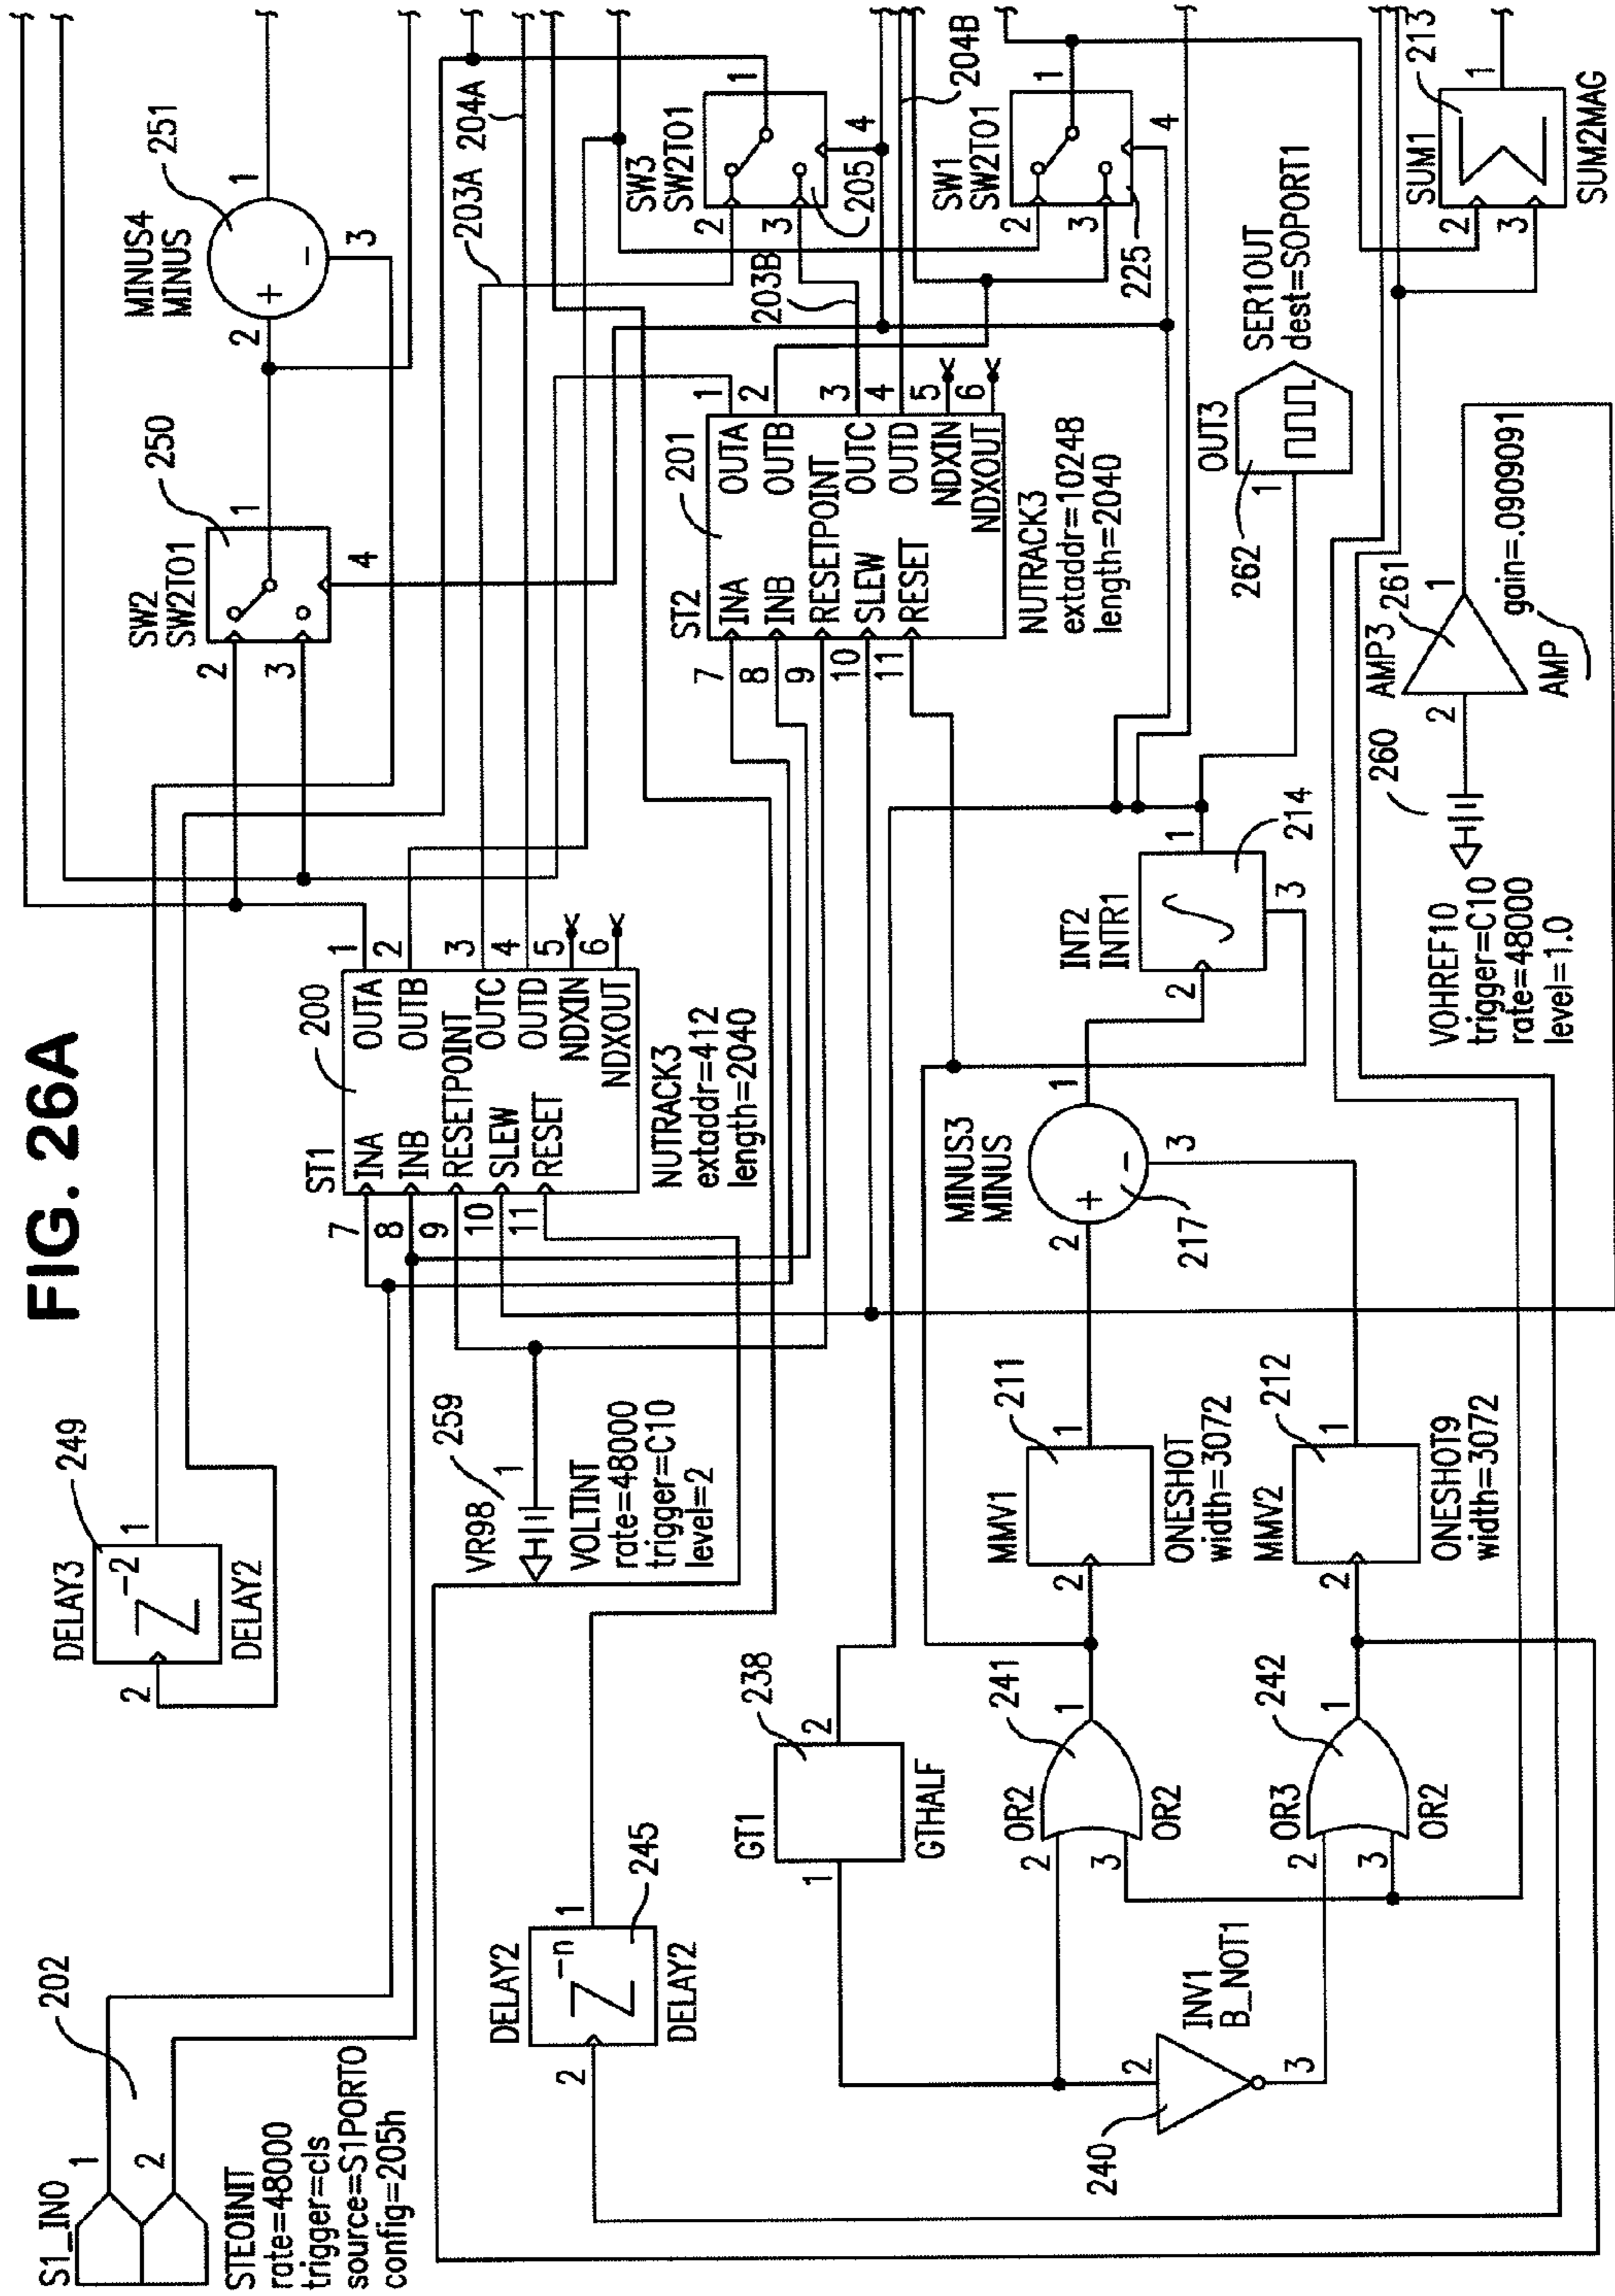 FIG. 26A
S1_IN0
1
2
202
STEOINIT
rate=48000
trigger=cls
source=S1PORT0
config=205h
DELAY3
249
Z⁻²
2
1
DELAY2
DELAY2
245
Z⁻ⁿ
2
1
DELAY2
VR98
259
1
VOLTINT
rate=48000
trigger=C10
level=2
ST1
200
7
8
9
10
11
INA
INB
RESETPOINT
SLEW
RESET
OUTA
OUTB
OUTC
OUTD
NDXIN
NDXOUT
1
2
3
4
5
6
NUTRACK3
extaddr=412
length=2040
SW2
SW2TO1
250
2
3
1
4
MINUS4
MINUS
251
2
+
-
1
3
203A
204A
SW3
SW2TO1
2
3
1
4
205
203B
204B
ST2
201
7
8
9
10
11
INA
INB
RESETPOINT
SLEW
RESET
OUTA
OUTB
OUTC
OUTD
NDXIN
NDXOUT
1
2
3
4
5
6
NUTRACK3
extaddr=10248
length=2040
SW1
SW2TO1
2
3
1
4
225
GT1
238
1
2
GTHALF
INV1
B_NOT1
2
3
240
OR2
241
2
3
1
OR2
OR3
242
2
3
1
OR2
MMV1
211
2
1
ONESHOT
width=3072
MMV2
212
2
1
ONESHOT9
width=3072
MINUS3
MINUS
2
+
-
1
3
217
INT2
INTR1
2
1
3
214
OUT3
1
262
SER1OUT
dest=SOPORT1
260
VOHREF10
trigger=C10
rate=48000
level=1.0
AMP3
261
2
1
AMP
gain=.0909091
SUM1
213
2
3
1
SUM2MAG